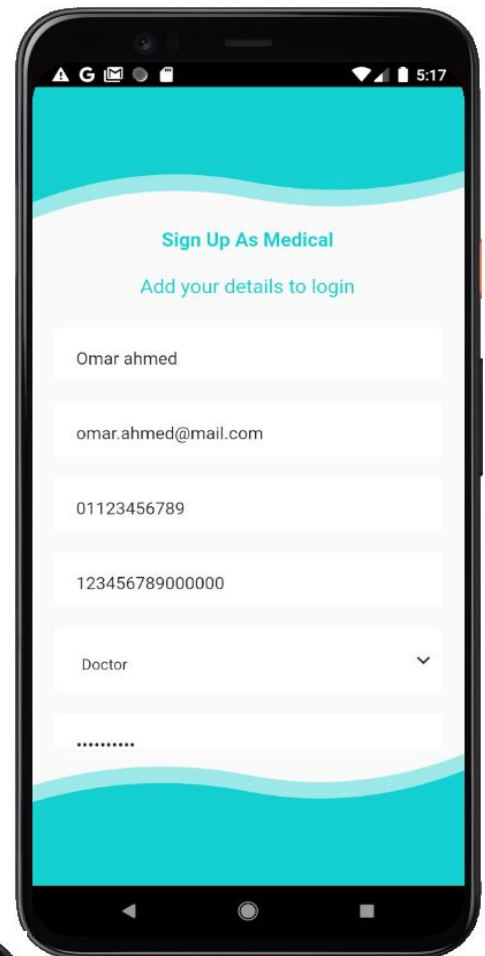 G 5:17
Sign Up As Medical
Add your details to login
Omar ahmed
omar.ahmed@mail.com
01123456789
123456789000000
Doctor
••••••••••